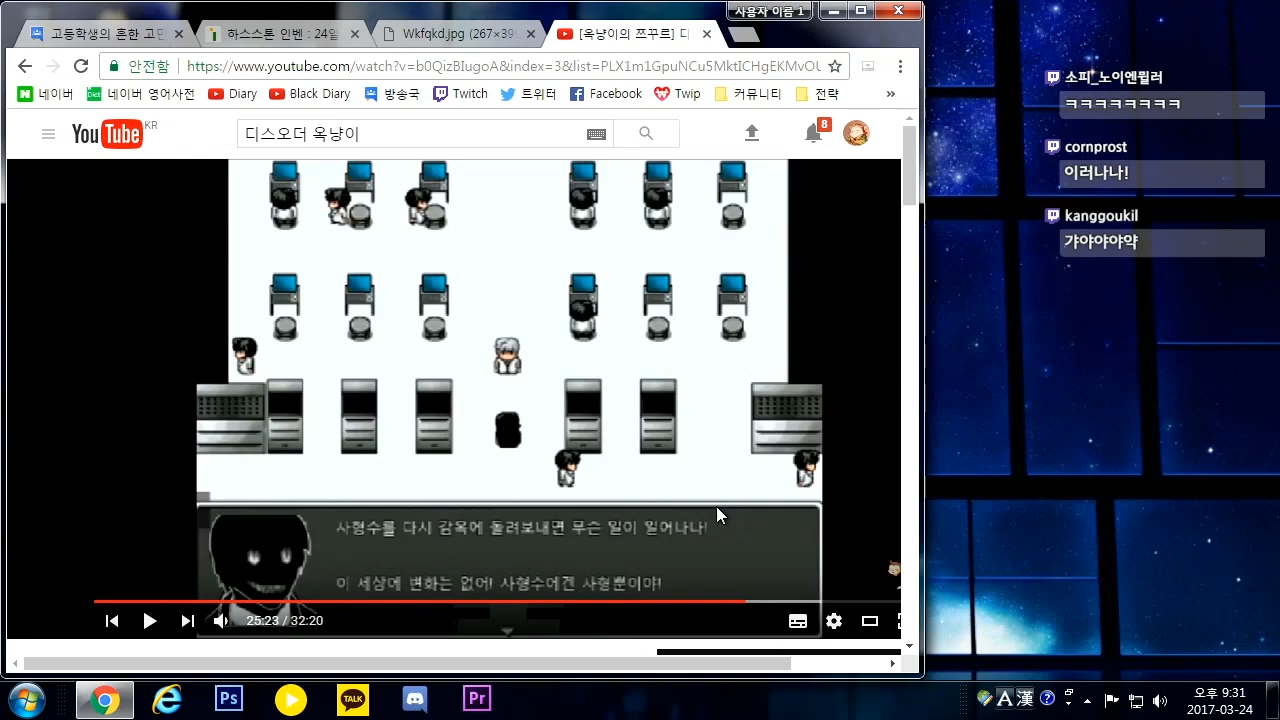 사용자 이름 1
고등학생의 흔한 고민
하스스톤 인벤 : 24일
Wkfqkd.jpg (267×39
[옥냥이의 쯔꾸르] 디
안전함
https://www.youtube.com/watch?v=b0QizBIugoA&index=3&list=PLX1m1GpuNCu5MktICHgEKMvOU
네이버
네이버 영어사전
Diary
Black Diary
방송국
Twitch
트위터
Facebook
Twip
커뮤니티
전략
»
YouTube KR
디스오더 옥냥이
8
사형수를 다시 감옥에 돌려보내면 무슨 일이 일어나나!
이 세상에 변화는 없어! 사형수에겐 사형뿐이야!
25:23 / 32:20
소피_노이엔뮐러
ㅋㅋㅋㅋㅋㅋㅋㅋ
cornprost
이러나나!
kanggoukil
갸야야야약
Ps
TALK
Pr
A 漢
오후 9:31
2017-03-24